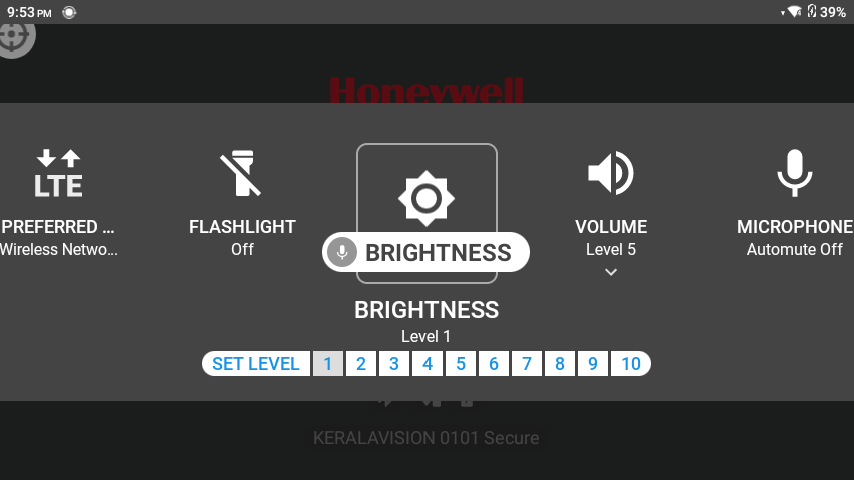 9:53 PM
39%
Honeywell
LTE
PREFERRED ...
Wireless Netwo...
FLASHLIGHT
Off
BRIGHTNESS
VOLUME
Level 5
MICROPHONE
Automute Off
BRIGHTNESS
Level 1
SET LEVEL 1 2 3 4 5 6 7 8 9 10
KERALAVISION 0101 Secure